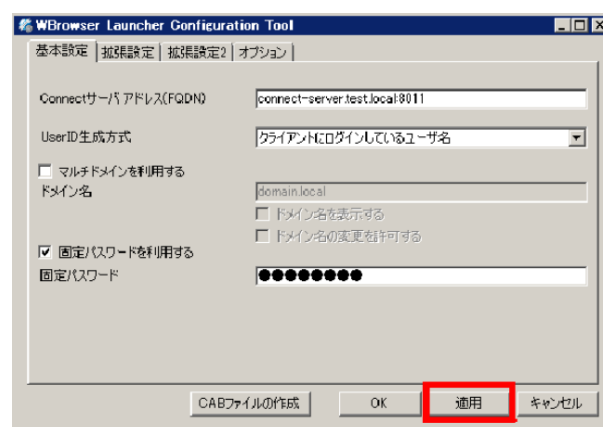 WBrowser Launcher Configuration Tool
基本設定 拡張設定 拡張設定2 オプション
Connectサーバ アドレス(FQDN) connect-server.test.local:8011
UserID生成方式 クライアントにログインしているユーザ名
マルチドメインを利用する
ドメイン名 domain.local
ドメイン名を表示する
ドメイン名の変更を許可する
固定パスワードを利用する
固定パスワード ●●●●●●●●
CABファイルの作成 OK 適用 キャンセル